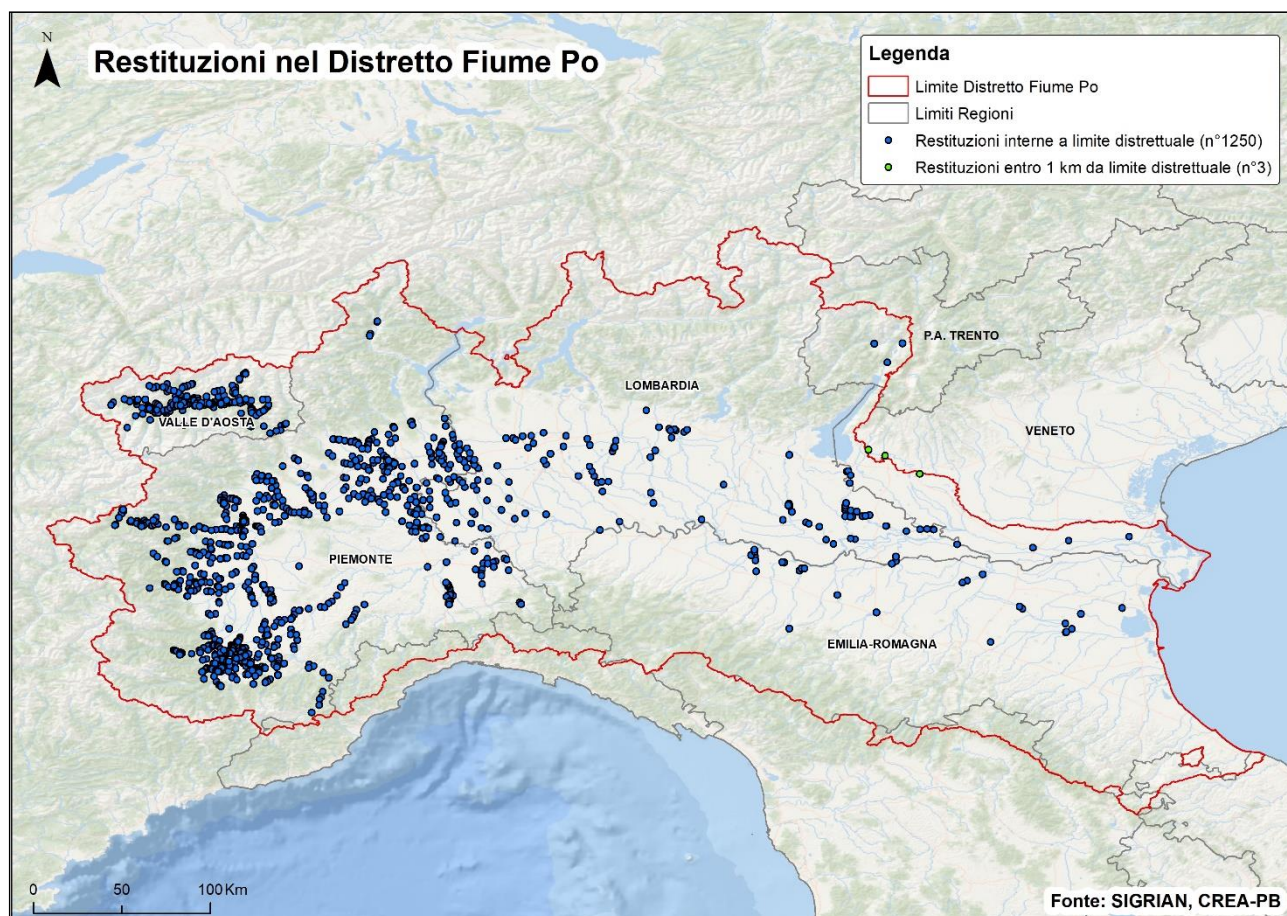 N
Restituzioni nel Distretto Fiume Po
Legenda
Limite Distretto Fiume Po
Limiti Regioni
Restituzioni interne a limite distrettuale (n°1250)
Restituzioni entro 1 km da limite distrettuale (n°3)
P.A. TRENTO
LOMBARDIA
VALLE D'AOSTA
VENETO
PIEMONTE
EMILIA-ROMAGNA
0 50 100 Km
Fonte: SIGRIAN, CREA-PB